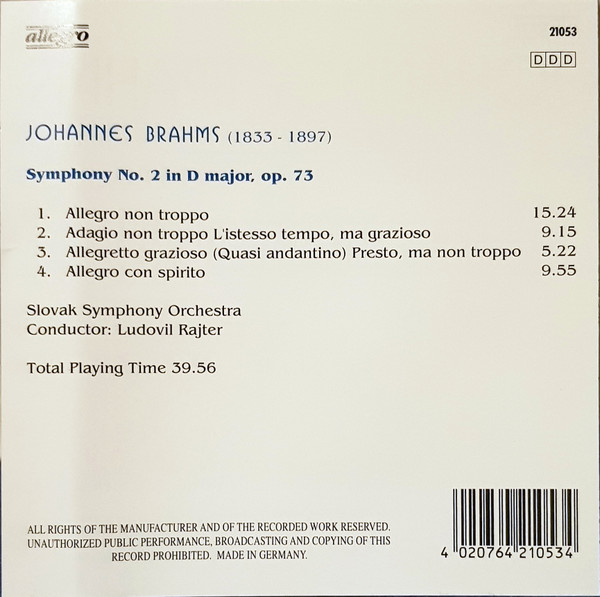 allegro
21053
DDD
JOHANNES BRAHMS (1833 - 1897)
Symphony No. 2 in D major, op. 73
1. Allegro non troppo 15.24
2. Adagio non troppo L'istesso tempo, ma grazioso 9.15
3. Allegretto grazioso (Quasi andantino) Presto, ma non troppo 5.22
4. Allegro con spirito 9.55
Slovak Symphony Orchestra
Conductor: Ludovil Rajter
Total Playing Time 39.56
ALL RIGHTS OF THE MANUFACTURER AND OF THE RECORDED WORK RESERVED.
UNAUTHORIZED PUBLIC PERFORMANCE, BROADCASTING AND COPYING OF THIS
RECORD PROHIBITED. MADE IN GERMANY.
4 020764 210534